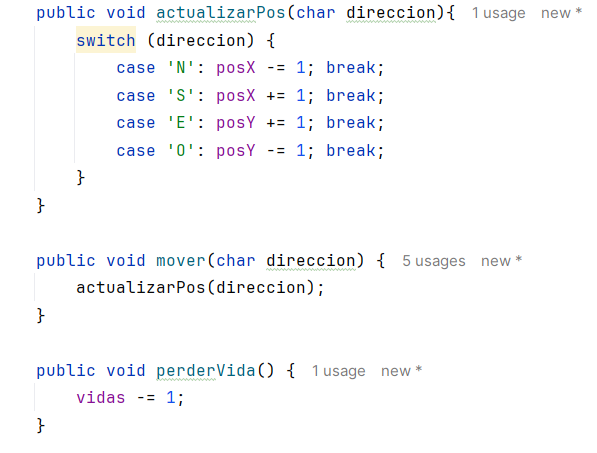 public void actualizarPos(char direccion){ 1 usage new *
switch (direccion) {
case 'N': posX -= 1; break;
case 'S': posX += 1; break;
case 'E': posY += 1; break;
case 'O': posY -= 1; break;
}
}
public void mover(char direccion) { 5 usages new *
actualizarPos(direccion);
}
public void perderVida() { 1 usage new *
vidas -= 1;
}